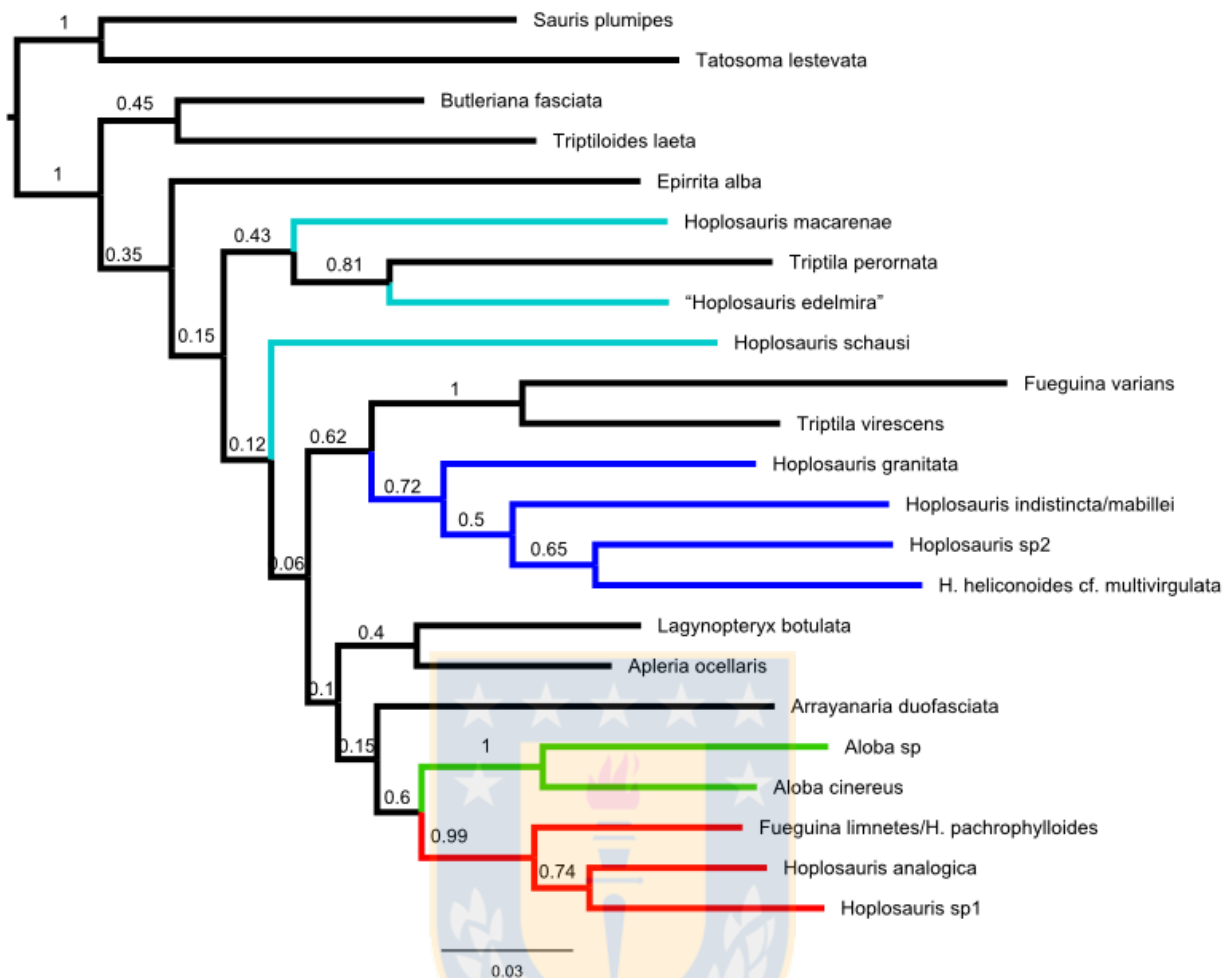 1
Sauris plumipes
Tatosoma lestevata
0.45
Butleriana fasciata
Triptiloides laeta
1
Epirrita alba
0.35
0.43
Hoplosauris macarenae
0.81
Triptila perornata
“Hoplosauris edelmira”
0.15
Hoplosauris schausi
1
Fueguina varians
Triptila virescens
0.12
0.62
Hoplosauris granitata
0.72
Hoplosauris indistincta/mabillei
0.5
Hoplosauris sp2
0.65
H. heliconoides cf. multivirgulata
0.06
Lagynopteryx botulata
0.4
Apleria ocellaris
0.1
Arrayanaria duofasciata
0.15
1
Aloba sp
Aloba cinereus
0.6
Fueguina limnetes/H. pachrophylloides
0.99
Hoplosauris analogica
0.74
Hoplosauris sp1
0.03